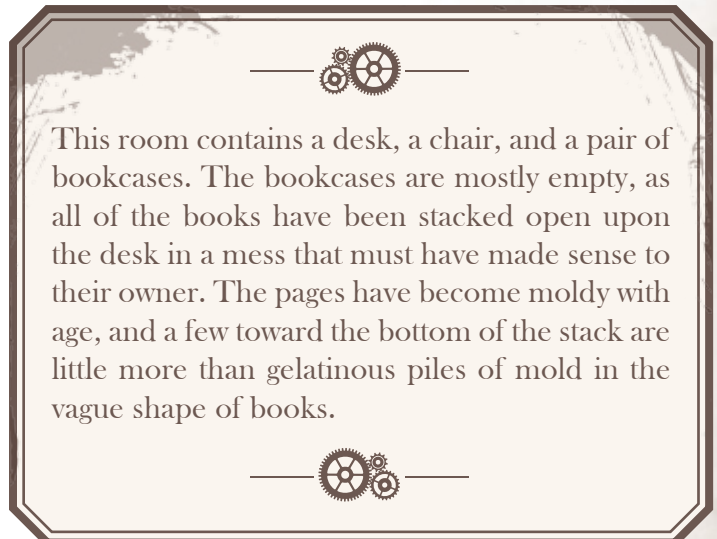 This room contains a desk, a chair, and a pair of
bookcases. The bookcases are mostly empty, as
all of the books have been stacked open upon
the desk in a mess that must have made sense to
their owner. The pages have become moldy with
age, and a few toward the bottom of the stack are
little more than gelatinous piles of mold in the
vague shape of books.